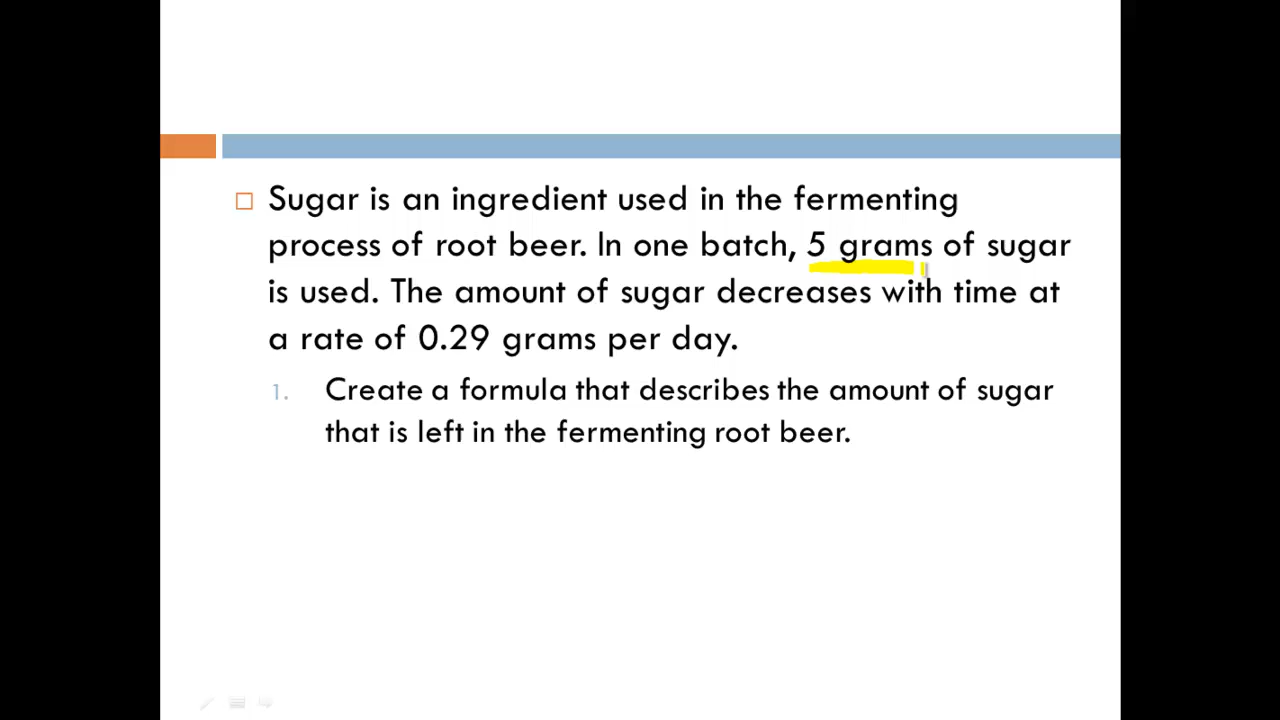 Sugar is an ingredient used in the fermenting
process of root beer. In one batch, 5 grams of sugar
is used. The amount of sugar decreases with time at
a rate of 0.29 grams per day.
1. Create a formula that describes the amount of sugar
that is left in the fermenting root beer.